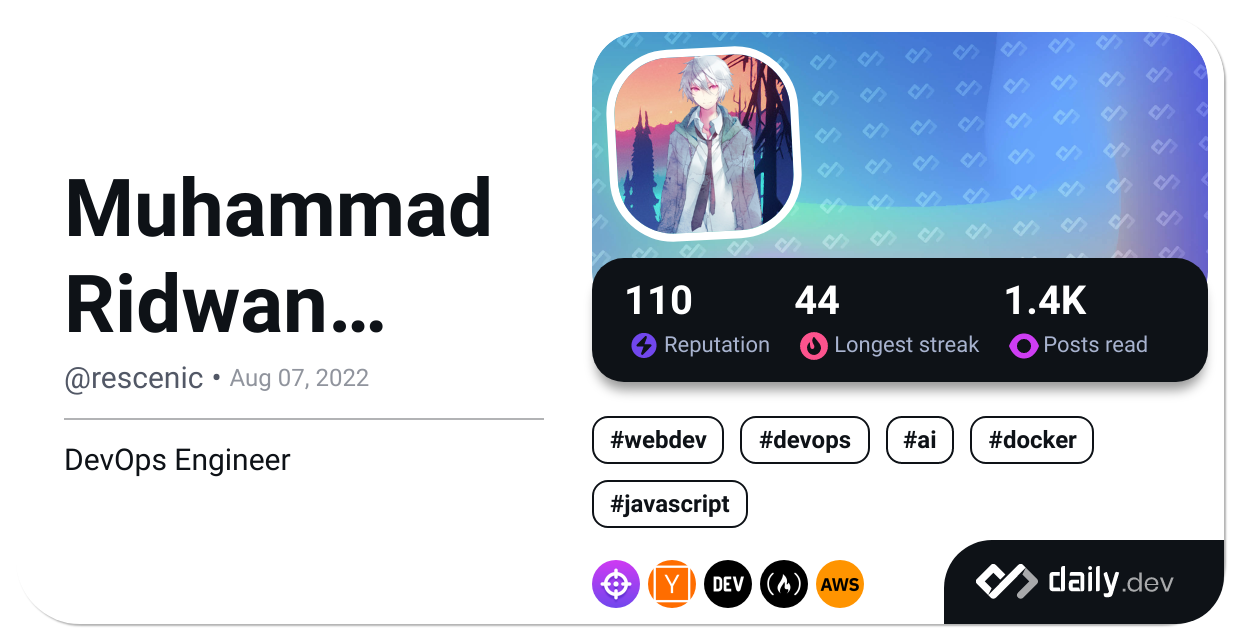 Muhammad
Ridwan...
@rescenic • Aug 07, 2022
DevOps Engineer
110 44 1.4K
Reputation Longest streak Posts read
#webdev #devops #ai #docker
#javascript
Y DEV AWS
daily.dev